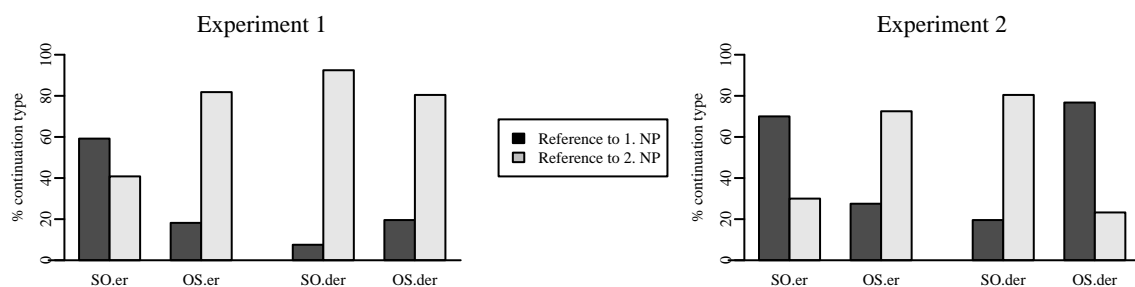 Experiment 1
% continuation type
0 20 40 60 80 100
SO.er OS.er SO.der OS.der
Reference to 1. NP
Reference to 2. NP
Experiment 2
% continuation type
0 20 40 60 80 100
SO.er OS.er SO.der OS.der